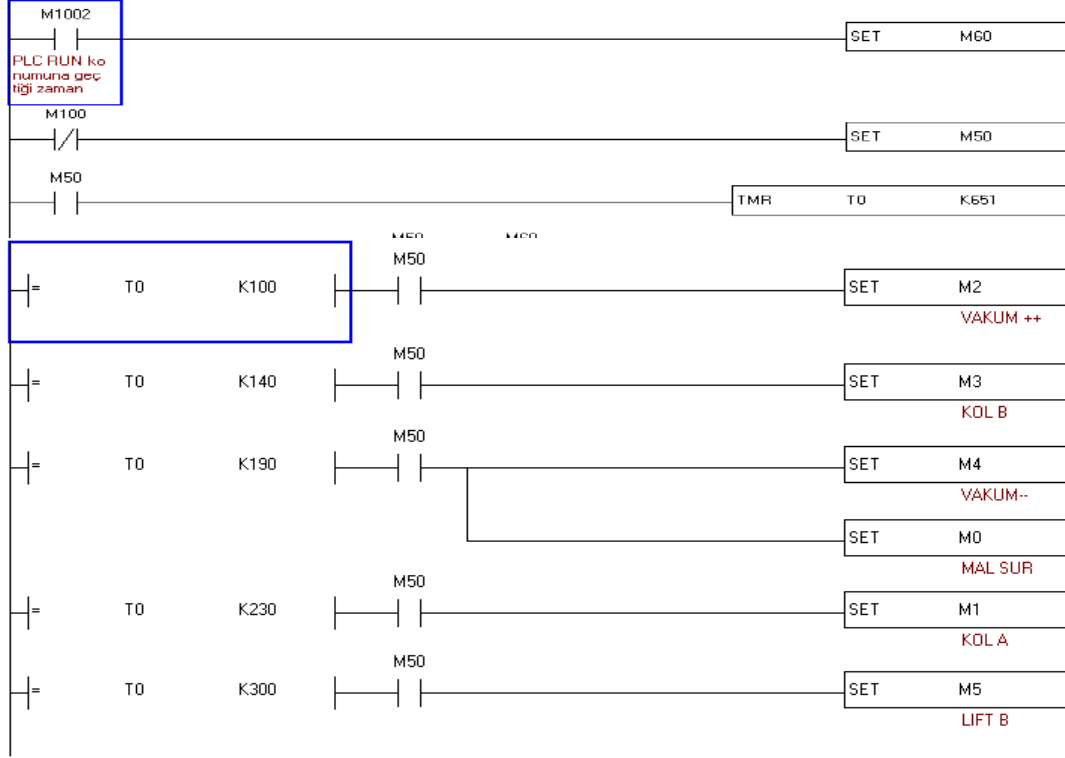 M1002
SET M60
PLC RUN ko
numuna geç
tiği zaman
M100
SET M50
M50
TMR T0 K651
M50 M60
M50
= T0 K100 SET M2
VAKUM ++
M50
= T0 K140 SET M3
KOL B
M50
= T0 K190 SET M4
VAKUM--
SET M0
MAL SUR
M50
= T0 K230 SET M1
KOL A
M50
= T0 K300 SET M5
LIFT B